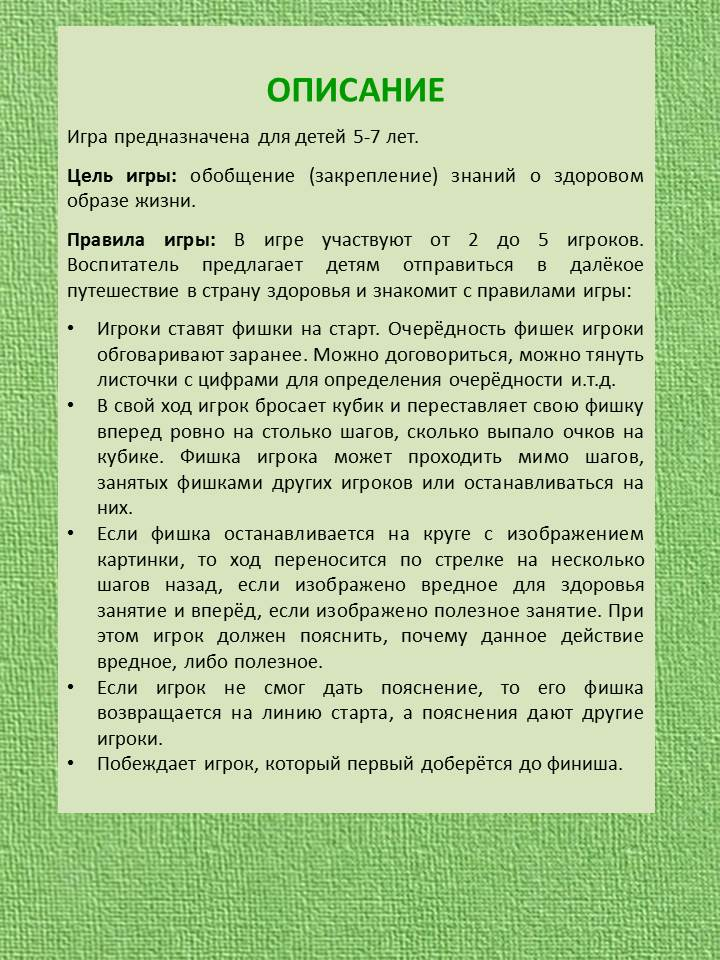 ОПИСАНИЕ
Игра предназначена для детей 5-7 лет.
Цель игры: обобщение (закрепление) знаний о здоровом
образе жизни.
Правила игры: В игре участвуют от 2 до 5 игроков.
Воспитатель предлагает детям отправиться в далёкое
путешествие в страну здоровья и знакомит с правилами игры:
• Игроки ставят фишки на старт. Очерёдность фишек игроки
обговаривают заранее. Можно договориться, можно тянуть
листочки с цифрами для определения очерёдности и.т.д.
• В свой ход игрок бросает кубик и переставляет свою фишку
вперед ровно на столько шагов, сколько выпало очков на
кубике. Фишка игрока может проходить мимо шагов,
занятых фишками других игроков или останавливаться на
них.
• Если фишка останавливается на круге с изображением
картинки, то ход переносится по стрелке на несколько
шагов назад, если изображено вредное для здоровья
занятие и вперёд, если изображено полезное занятие. При
этом игрок должен пояснить, почему данное действие
вредное, либо полезное.
• Если игрок не смог дать пояснение, то его фишка
возвращается на линию старта, а пояснения дают другие
игроки.
• Побеждает игрок, который первый доберётся до финиша.